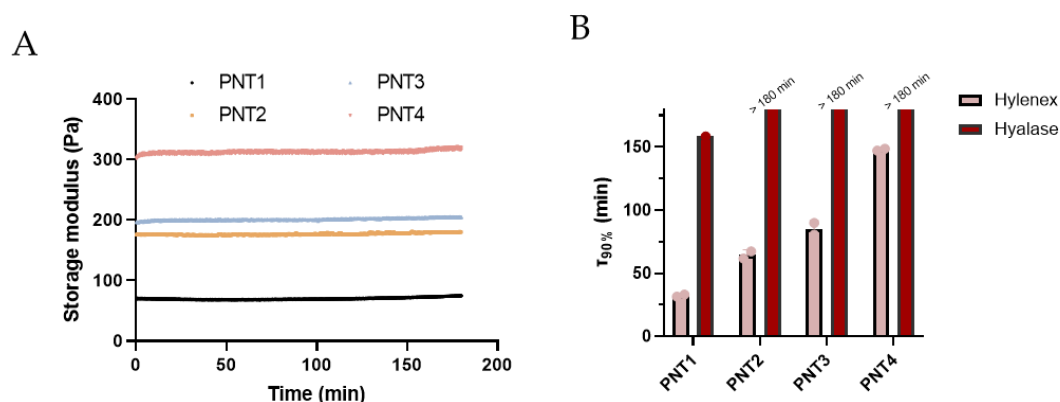 A
PNT1
PNT3
PNT2
PNT4
400
300
200
100
0
Storage modulus (Pa)
0
50
100
150
200
Time (min)
B
> 180 min
> 180 min
> 180 min
Hylenex
Hyalase
150
100
50
0
τ90% (min)
PNT1
PNT2
PNT3
PNT4